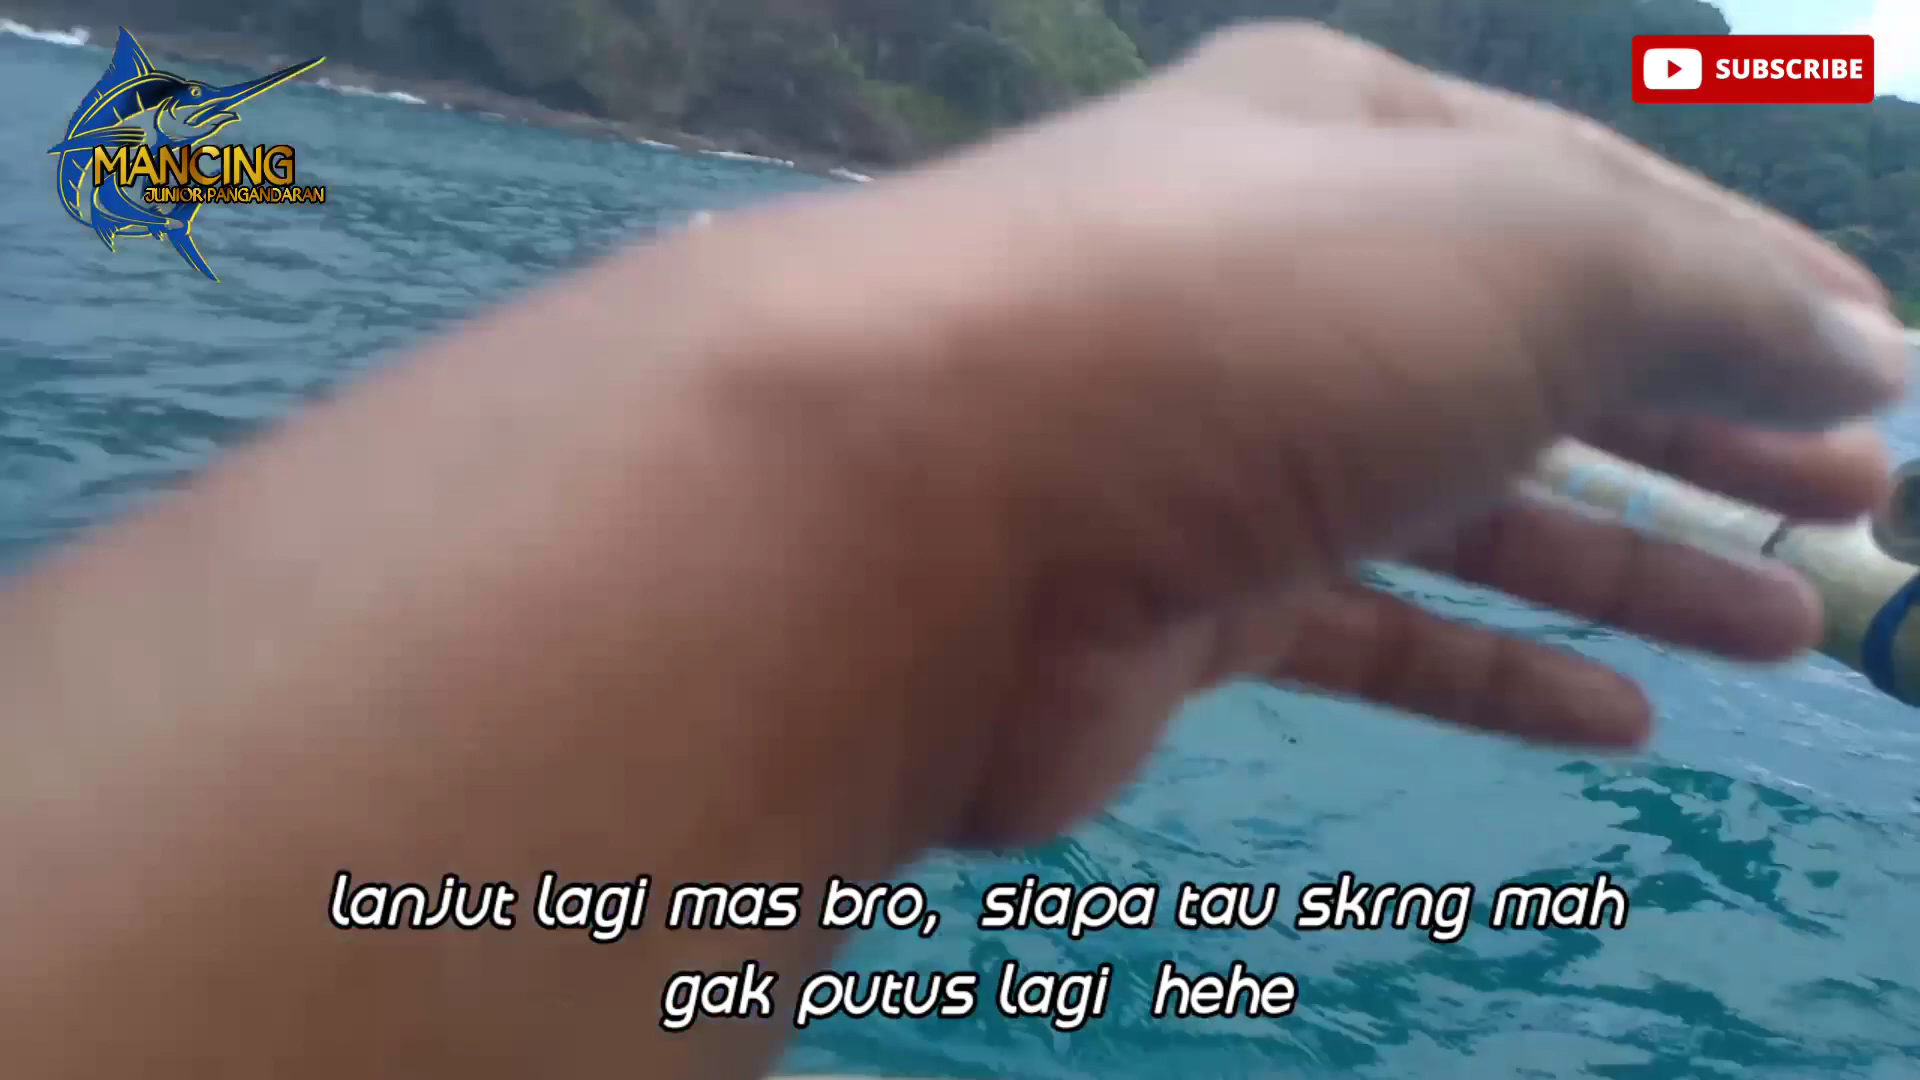 MANCING
JUNIOR PANGANDARAN
SUBSCRIBE
lanjut lagi mas bro, siapa tau skrng mah
gak putus lagi hehe